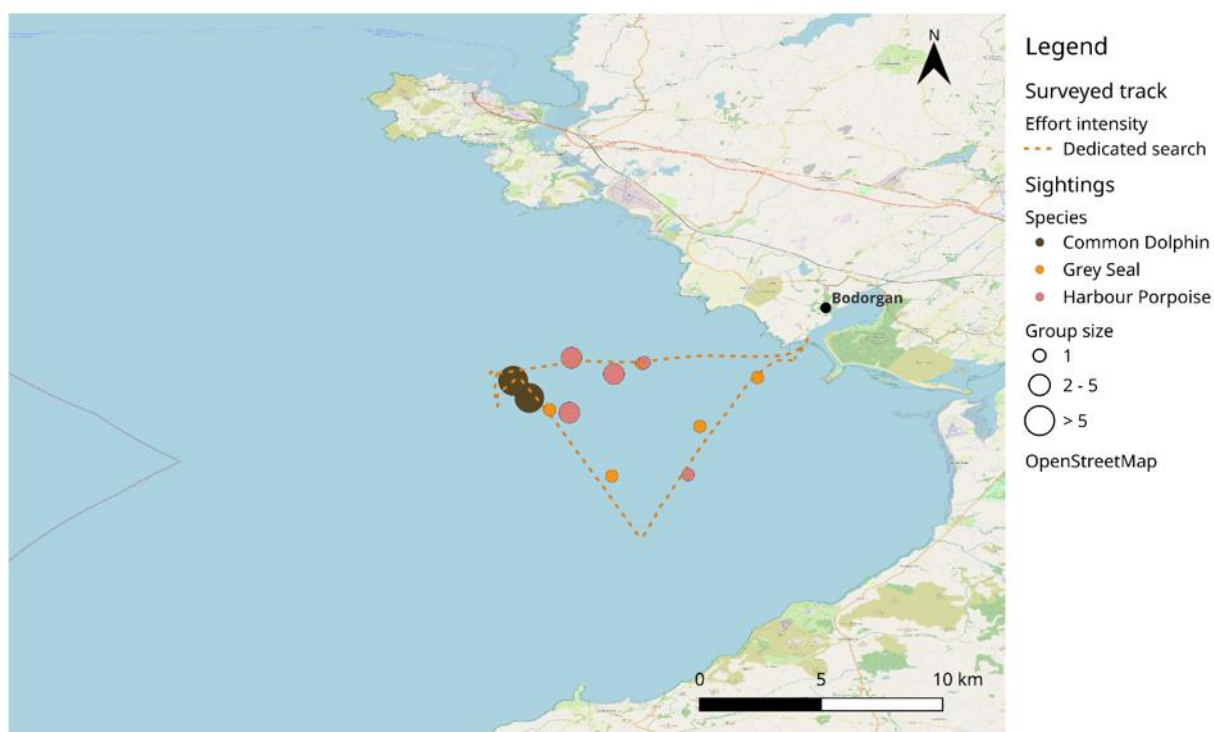 N
Bodorgan
0
5
10 km
Legend
Surveyed track
Effort intensity
Dedicated search
Sightings
Species
Common Dolphin
Grey Seal
Harbour Porpoise
Group size
1
2 - 5
> 5
OpenStreetMap